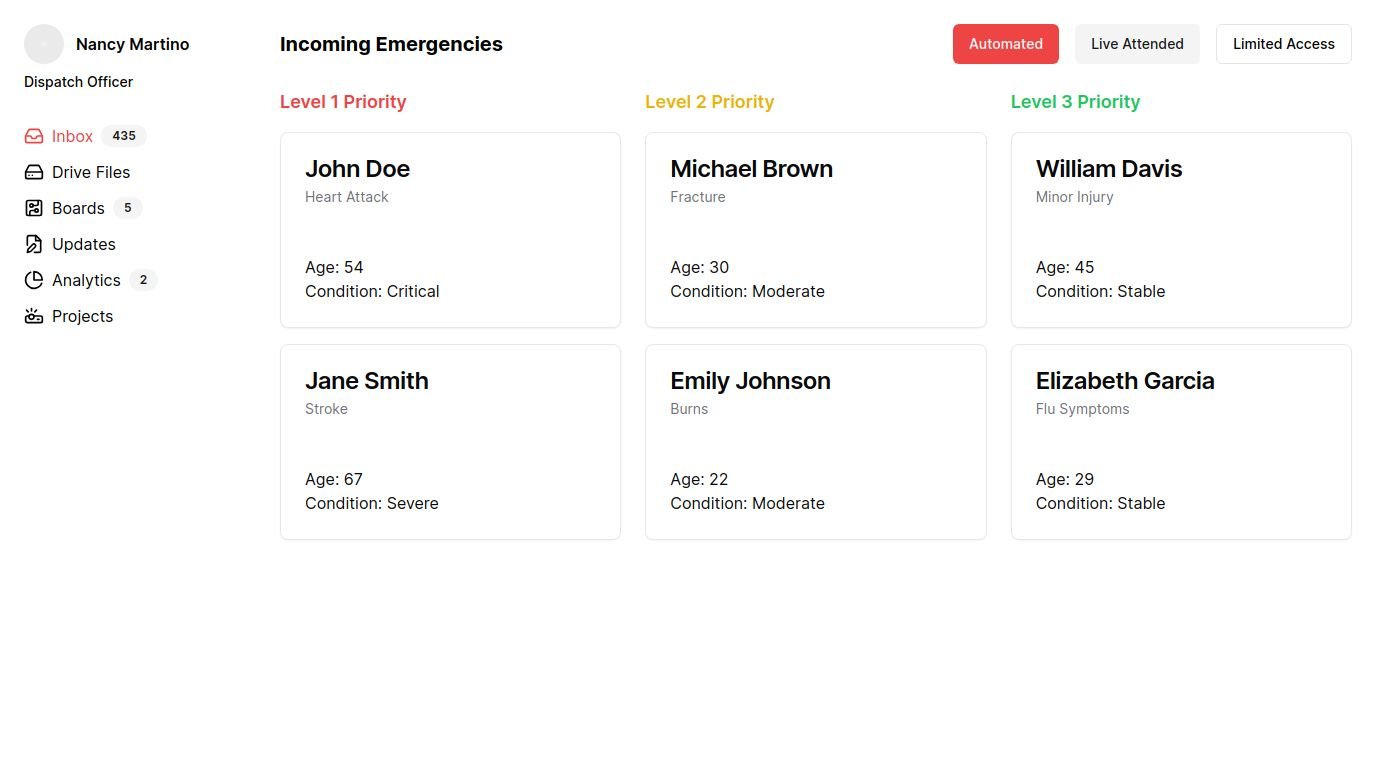 Nancy Martino
Dispatch Officer
Inbox 435
Drive Files
Boards 5
Updates
Analytics 2
Projects
Incoming Emergencies
Automated
Live Attended
Limited Access
Level 1 Priority
John Doe
Heart Attack
Age: 54
Condition: Critical
Jane Smith
Stroke
Age: 67
Condition: Severe
Level 2 Priority
Michael Brown
Fracture
Age: 30
Condition: Moderate
Emily Johnson
Burns
Age: 22
Condition: Moderate
Level 3 Priority
William Davis
Minor Injury
Age: 45
Condition: Stable
Elizabeth Garcia
Flu Symptoms
Age: 29
Condition: Stable